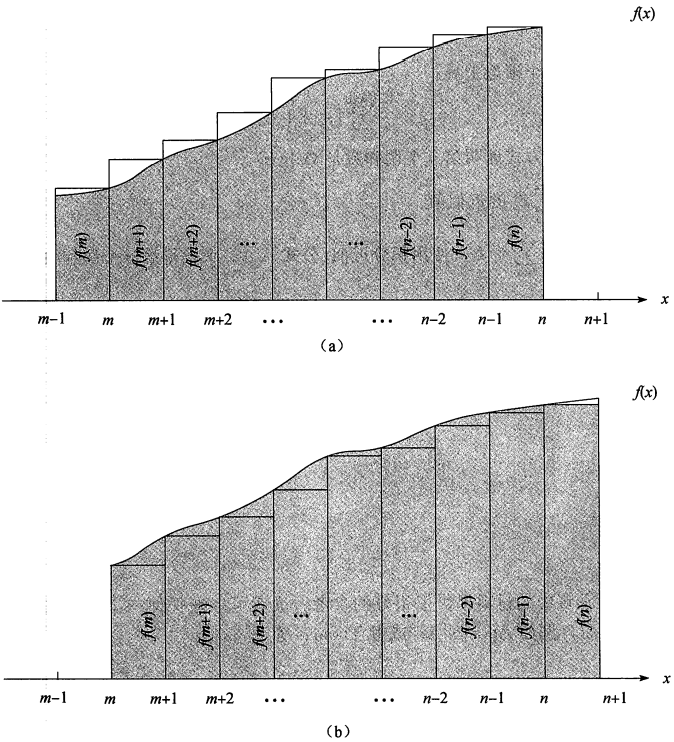 f(x)
f(m) f(m+1) f(m+2) ••• ••• f(n−2) f(n−1) f(n)
x
m−1 m m+1 m+2 ••• ••• n−2 n−1 n n+1
（a）
f(x)
f(m) f(m+1) f(m+2) ••• ••• f(n−2) f(n−1) f(n)
x
m−1 m m+1 m+2 ••• ••• n−2 n−1 n n+1
（b）